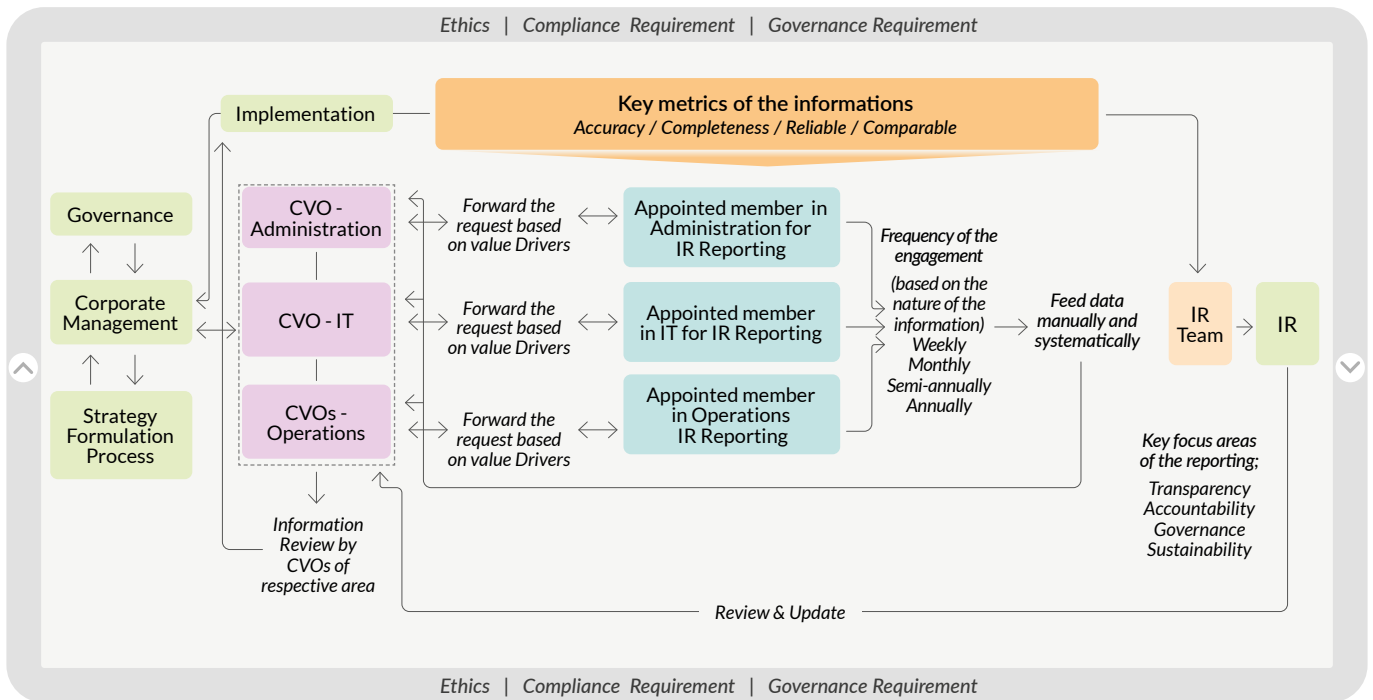 Ethics | Compliance Requirement | Governance Requirement
Implementation
Key metrics of the informations
Accuracy / Completeness / Reliable / Comparable
Governance
Corporate
Management
Strategy
Formulation
Process
CVO -
Administration
CVO - IT
CVOs -
Operations
Forward the
request based
on value Drivers
Forward the
request based
on value Drivers
Forward the
request based
on value Drivers
Appointed member in
Administration for
IR Reporting
Appointed member
in IT for IR Reporting
Appointed member
in Operations
IR Reporting
Frequency of the
engagement
(based on the
nature of the
information)
Weekly
Monthly
Semi-annually
Annually
Feed data
manually and
systematically
IR
Team
IR
Key focus areas
of the reporting;
Transparency
Accountability
Governance
Sustainability
Information
Review by
CVOs of
respective area
Review & Update
Ethics | Compliance Requirement | Governance Requirement